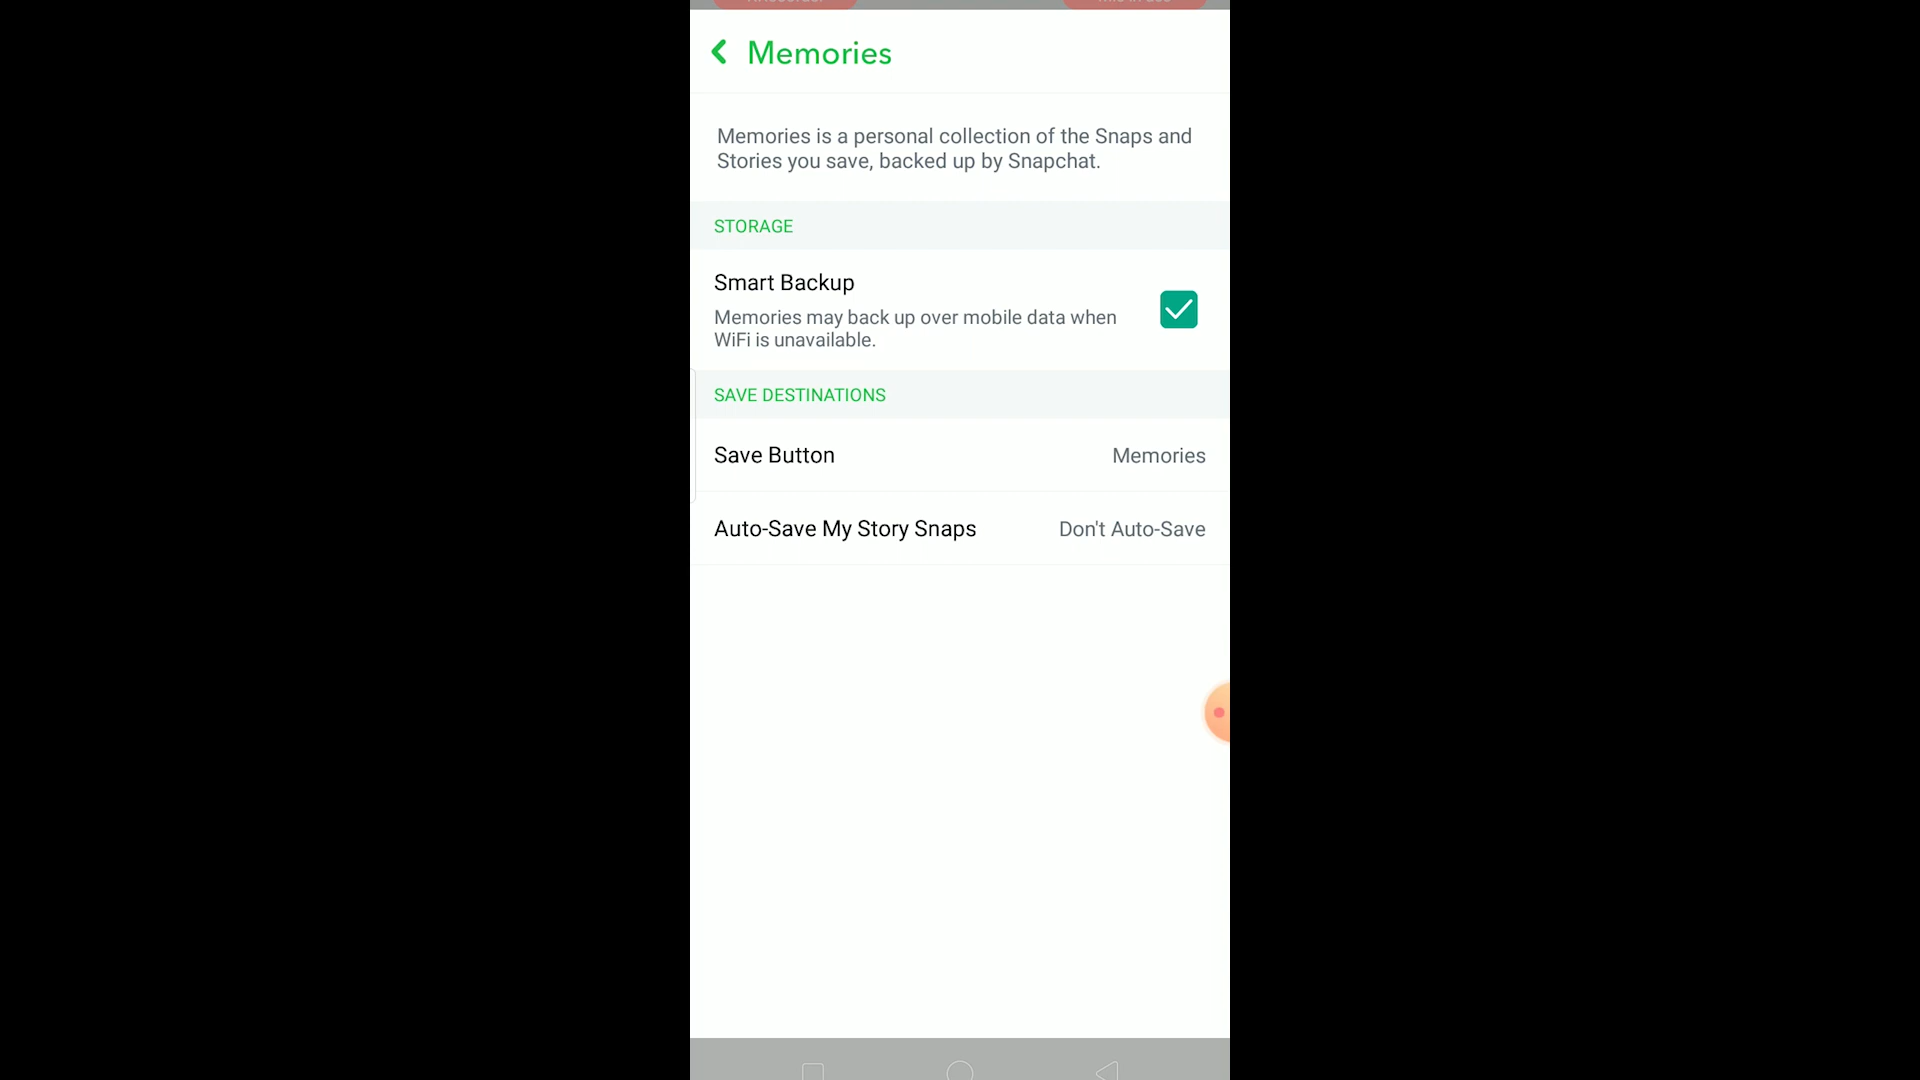 Memories
Memories is a personal collection of the Snaps and
Stories you save, backed up by Snapchat.
STORAGE
Smart Backup
Memories may back up over mobile data when
WiFi is unavailable.
SAVE DESTINATIONS
Save Button Memories
Auto-Save My Story Snaps Don't Auto-Save